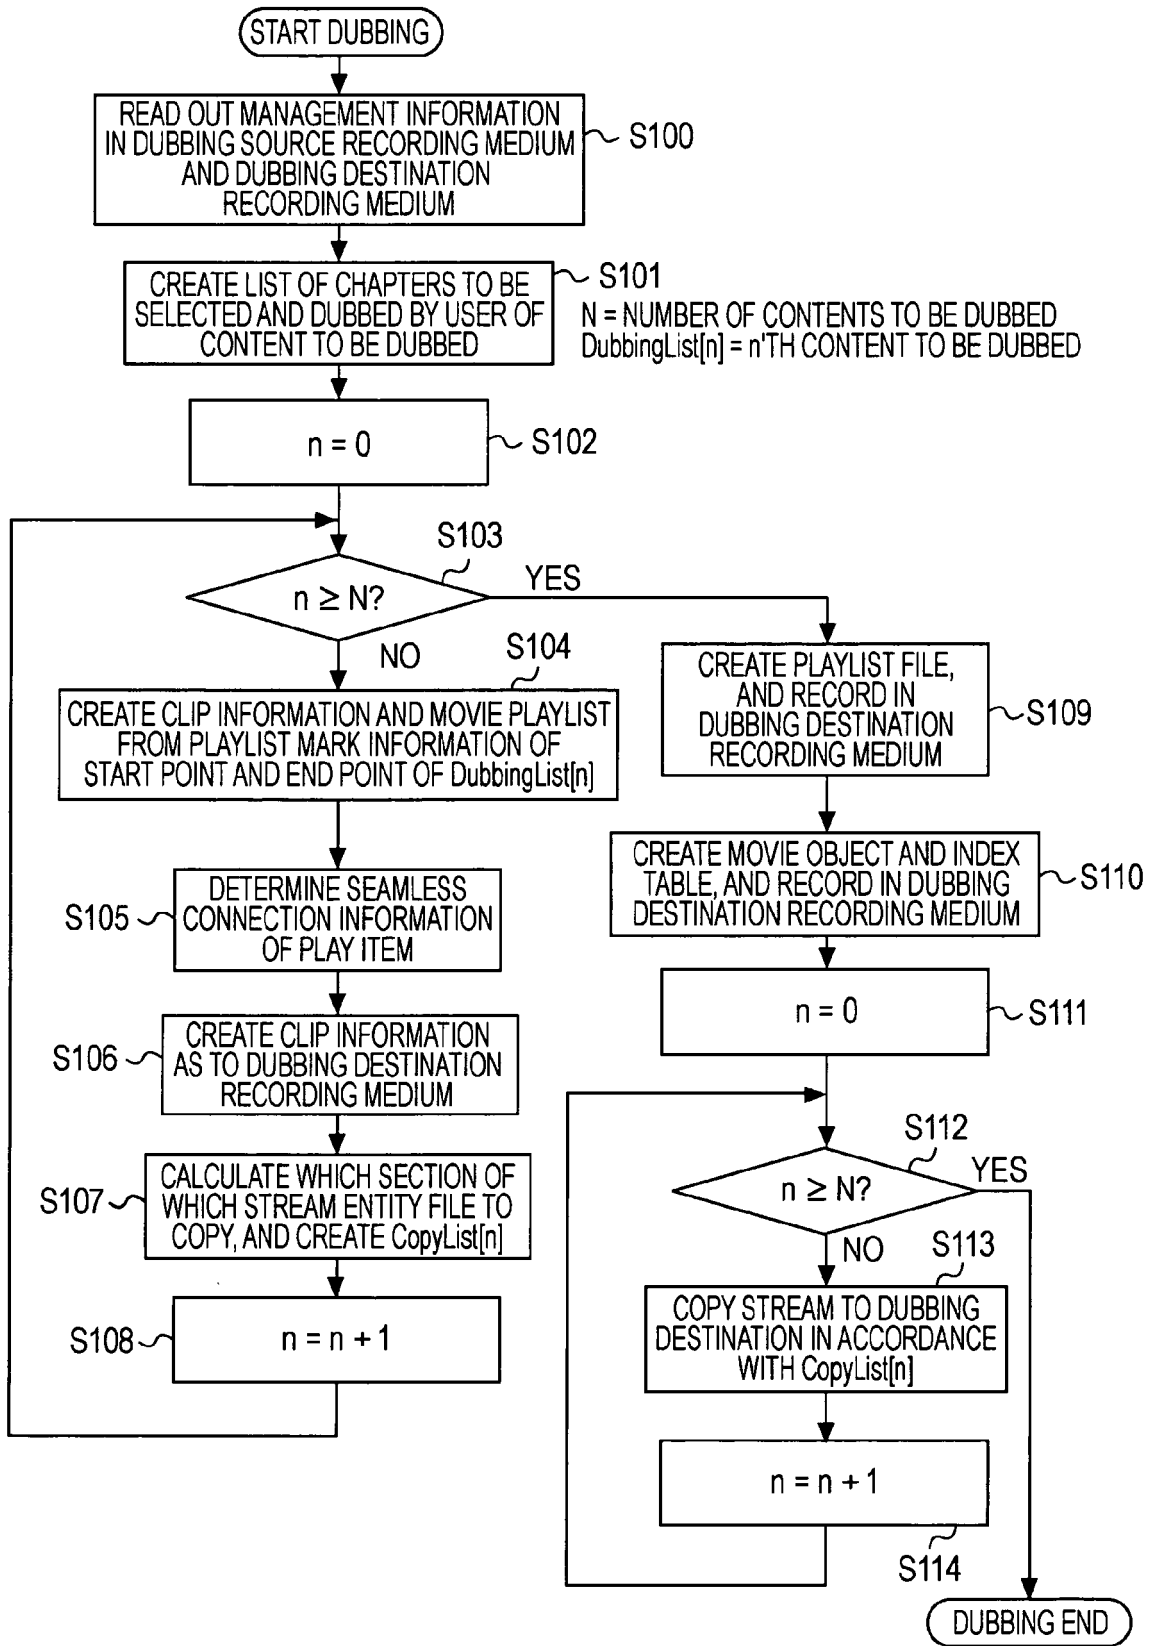 START DUBBING
READ OUT MANAGEMENT INFORMATION
IN DUBBING SOURCE RECORDING MEDIUM
AND DUBBING DESTINATION
RECORDING MEDIUM
S100
CREATE LIST OF CHAPTERS TO BE
SELECTED AND DUBBED BY USER OF
CONTENT TO BE DUBBED
S101
N = NUMBER OF CONTENTS TO BE DUBBED
DubbingList[n] = n'TH CONTENT TO BE DUBBED
n = 0
S102
S103
n ≥ N?
YES
NO
S104
CREATE CLIP INFORMATION AND MOVIE PLAYLIST
FROM PLAYLIST MARK INFORMATION OF
START POINT AND END POINT OF DubbingList[n]
S105
DETERMINE SEAMLESS
CONNECTION INFORMATION
OF PLAY ITEM
S106
CREATE CLIP INFORMATION
AS TO DUBBING DESTINATION
RECORDING MEDIUM
S107
CALCULATE WHICH SECTION OF
WHICH STREAM ENTITY FILE TO
COPY, AND CREATE CopyList[n]
S108
n = n + 1
CREATE PLAYLIST FILE,
AND RECORD IN
DUBBING DESTINATION
RECORDING MEDIUM
S109
CREATE MOVIE OBJECT AND INDEX
TABLE, AND RECORD IN DUBBING
DESTINATION RECORDING MEDIUM
S110
n = 0
S111
S112
n ≥ N?
YES
NO
S113
COPY STREAM TO DUBBING
DESTINATION IN ACCORDANCE
WITH CopyList[n]
n = n + 1
S114
DUBBING END